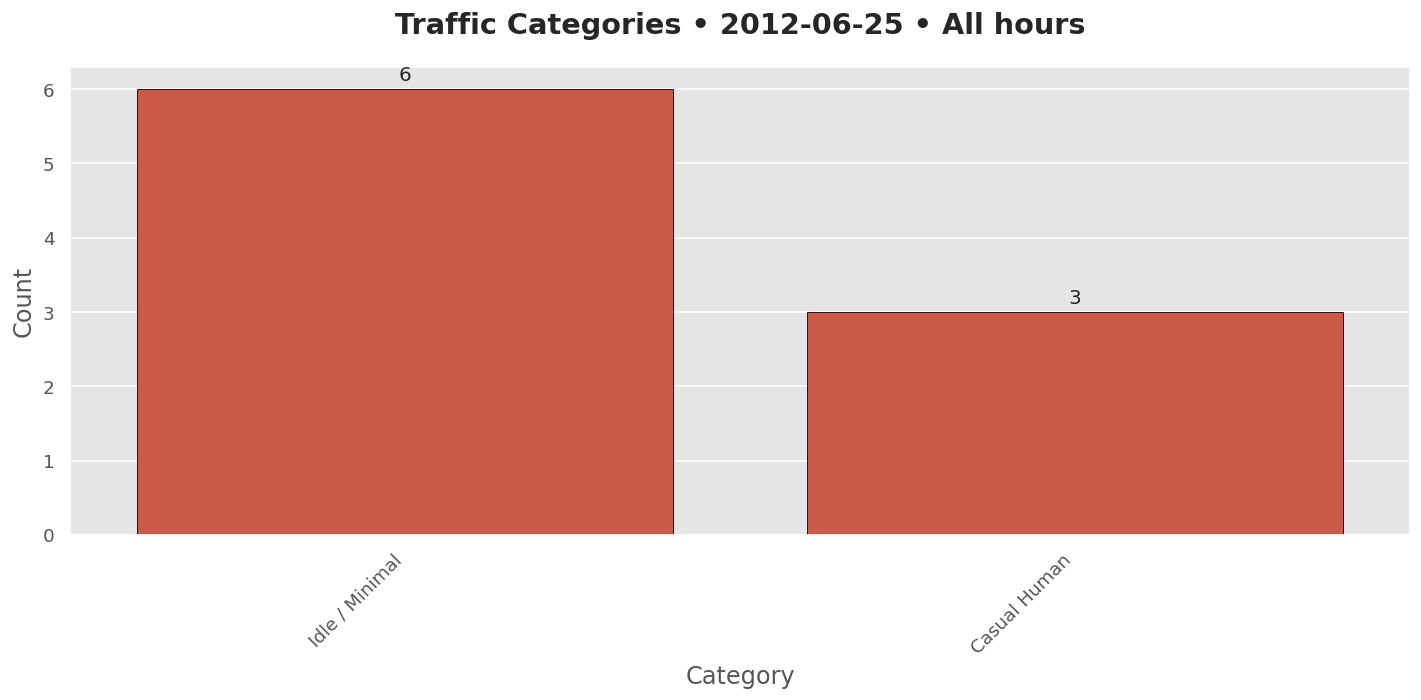 Traffic Categories • 2012-06-25 • All hours
6
3
6
5
4
3
2
1
0
Count
Idle / Minimal
Casual Human
Category